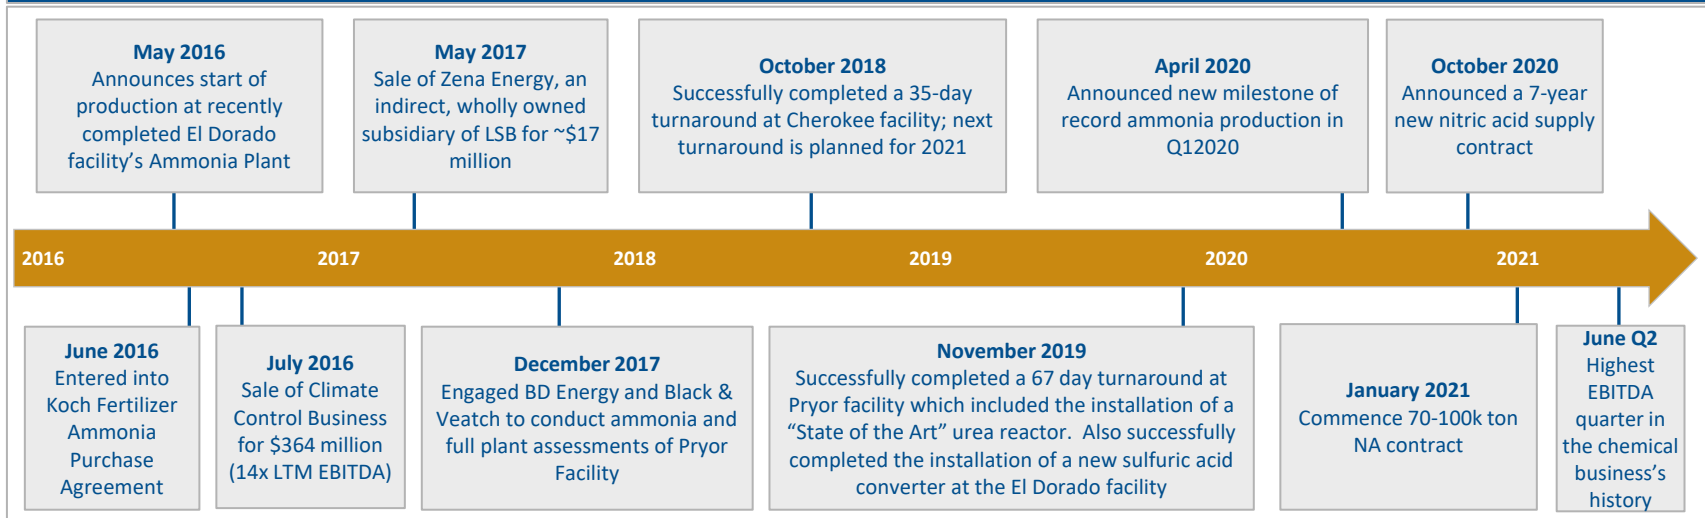 May 2016
Announces start of
production at recently
completed El Dorado
facility’s Ammonia Plant
May 2017
Sale of Zena Energy, an
indirect, wholly owned
subsidiary of LSB for ~$17
million
October 2018
Successfully completed a 35-day
turnaround at Cherokee facility; next
turnaround is planned for 2021
April 2020
Announced new milestone of
record ammonia production in
Q12020
October 2020
Announced a 7-year
new nitric acid supply
contract
2016
2017
2018
2019
2020
2021
June 2016
Entered into
Koch Fertilizer
Ammonia
Purchase
Agreement
July 2016
Sale of Climate
Control Business
for $364 million
(14x LTM EBITDA)
December 2017
Engaged BD Energy and Black &
Veatch to conduct ammonia and
full plant assessments of Pryor
Facility
November 2019
Successfully completed a 67 day turnaround at
Pryor facility which included the installation of a
“State of the Art” urea reactor.  Also successfully
completed the installation of a new sulfuric acid
converter at the El Dorado facility
January 2021
Commence 70-100k ton
NA contract
June Q2
Highest
EBITDA
quarter in
the chemical
business’s
history